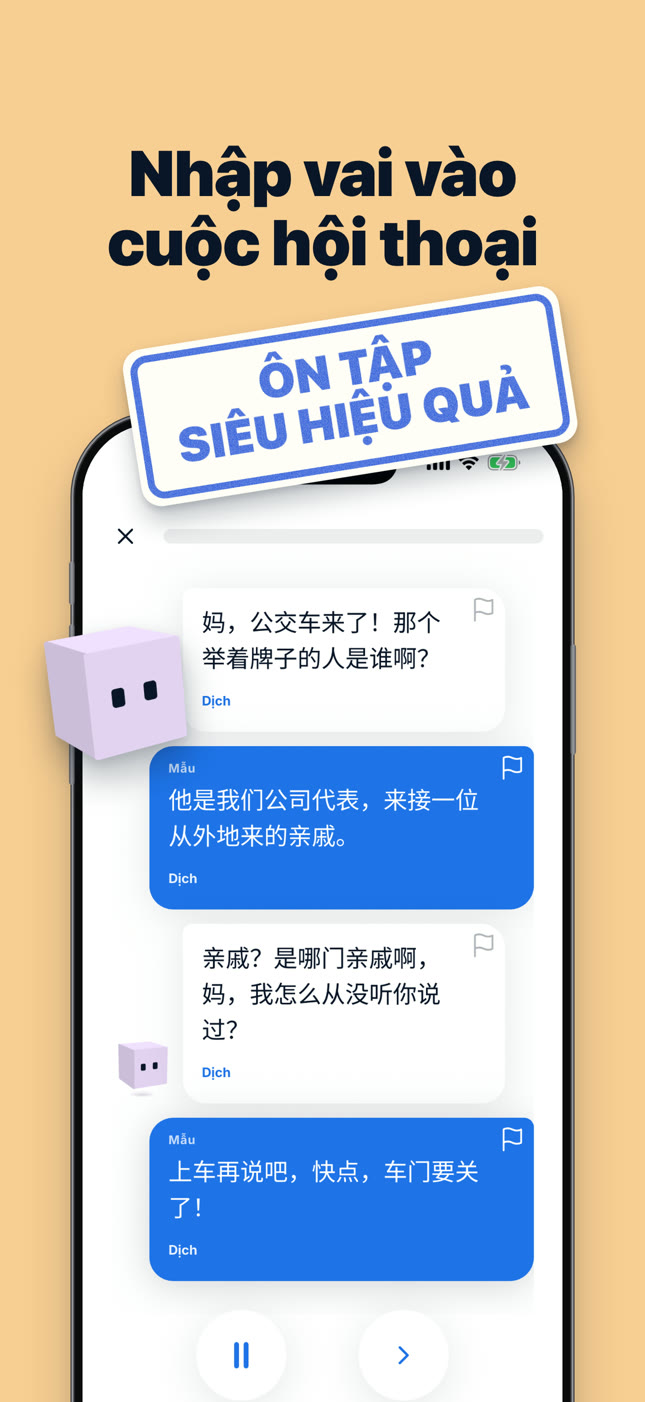 Nhập vai vào
cuộc hội thoại
ÔN TẬP
SIÊU HIỆU QUẢ
妈，公交车来了！那个
举着牌子的人是谁啊？
Dịch
Mẫu
他是我们公司代表，来接一位
从外地来的亲戚。
Dịch
亲戚？是哪门亲戚啊，
妈，我怎么从没听你说
过？
Dịch
Mẫu
上车再说吧，快点，车门要关
了！
Dịch